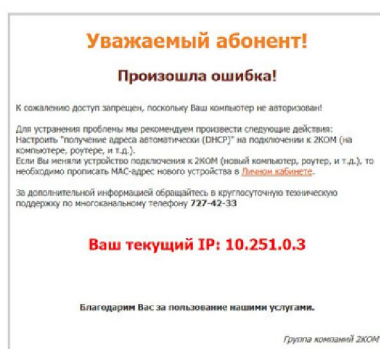 Уважаемый абонент!
Произошла ошибка!
К сожалению доступ запрещен, поскольку Ваш компьютер не авторизован!
Для устранения проблемы мы рекомендуем произвести следующие действия:
Настроить "получение адреса автоматически (DHCP)" на подключении к 2КОМ (на
компьютере, роутере, и т.д.).
Если Вы меняли устройство подключения к 2КОМ (новый компьютер, роутер, и т.д.), то
необходимо прописать MAC-адрес нового устройства в Личном кабинете.
За дополнительной информацией обращайтесь в круглосуточную техническую
поддержку по многоканальному телефону 727-42-33
Ваш текущий IP: 10.251.0.3
Благодарим Вас за пользование нашими услугами.
Группа компаний 2КОМ